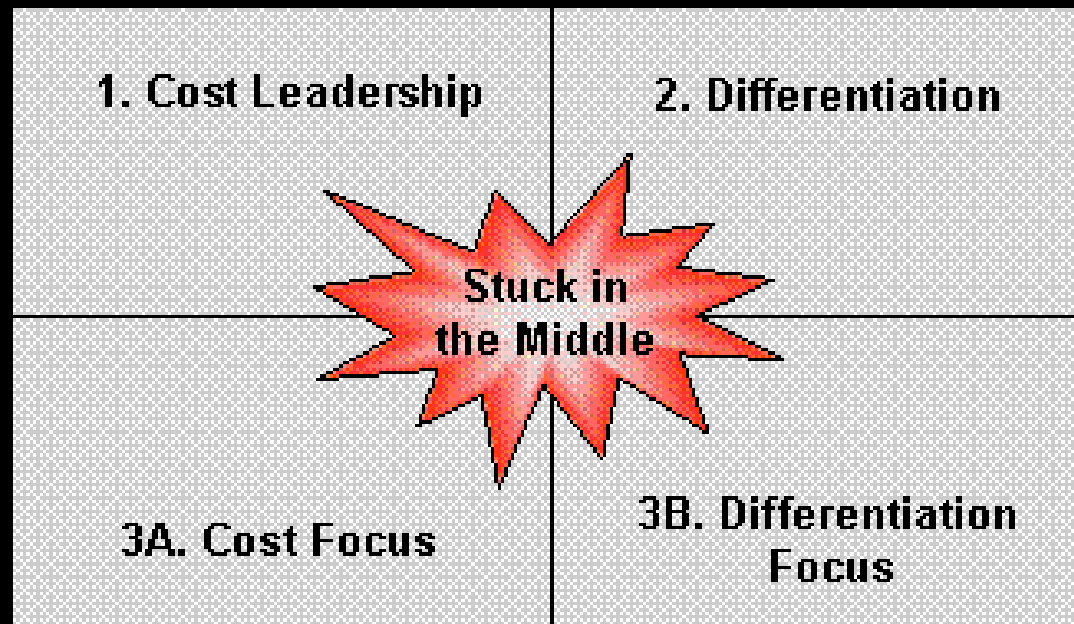 1. Cost Leadership
2. Differentiation
Stuck in
the Middle
3A. Cost Focus
3B. Differentiation
Focus